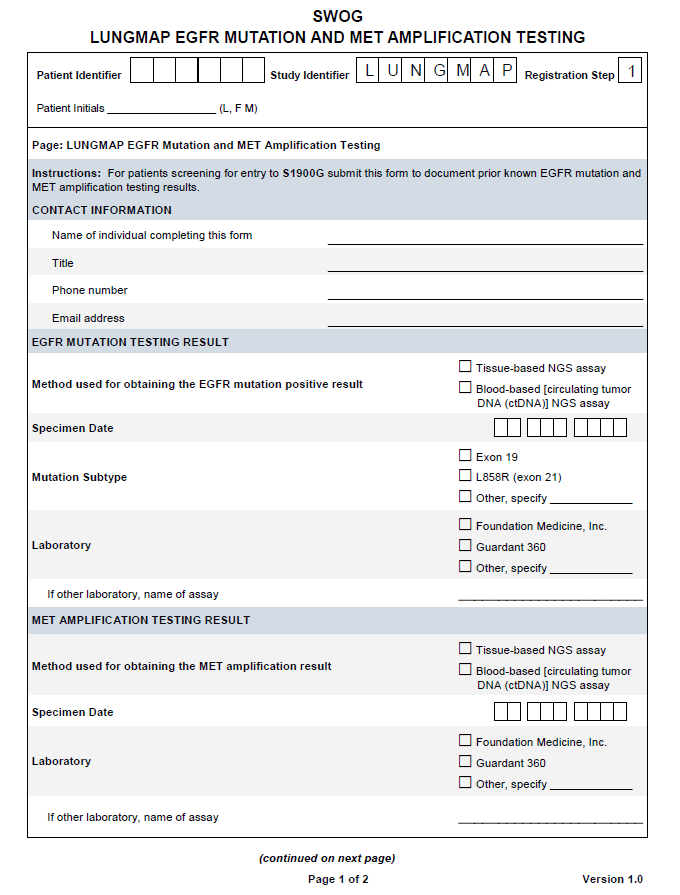 SWOG
LUNGMAP EGFR MUTATION AND MET AMPLIFICATION TESTING
Patient Identifier Study Identifier L U N G M A P Registration Step 1
Patient Initials __________________ (L, F M)
Page: LUNGMAP EGFR Mutation and MET Amplification Testing
Instructions: For patients screening for entry to S1900G submit this form to document prior known EGFR mutation and
MET amplification testing results.
CONTACT INFORMATION
Name of individual completing this form
Title
Phone number
Email address
EGFR MUTATION TESTING RESULT
Method used for obtaining the EGFR mutation positive result
☐ Tissue-based NGS assay
☐ Blood-based [circulating tumor
DNA (ctDNA)] NGS assay
Specimen Date
Mutation Subtype
☐ Exon 19
☐ L858R (exon 21)
☐ Other, specify _____________
Laboratory
☐ Foundation Medicine, Inc.
☐ Guardant 360
☐ Other, specify _____________
If other laboratory, name of assay
MET AMPLIFICATION TESTING RESULT
Method used for obtaining the MET amplification result
☐ Tissue-based NGS assay
☐ Blood-based [circulating tumor
DNA (ctDNA)] NGS assay
Specimen Date
Laboratory
☐ Foundation Medicine, Inc.
☐ Guardant 360
☐ Other, specify _____________
If other laboratory, name of assay
(continued on next page)
Page 1 of 2 Version 1.0